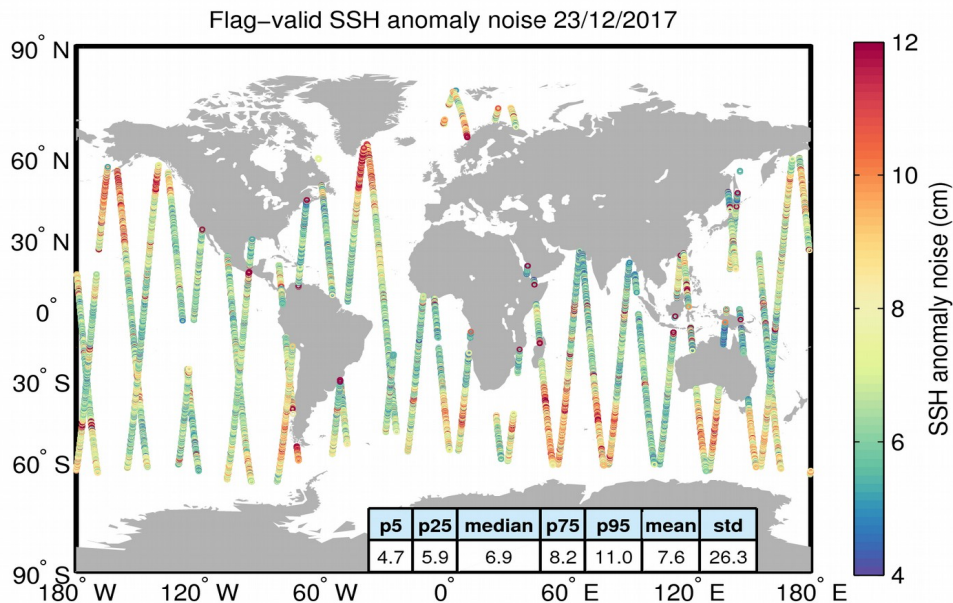 Flag−valid SSH anomaly noise 23/12/2017
90° N
60° N
30° N
0°
30° S
60° S
90° S
180° W
120° W
60° W
0°
60° E
120° E
180° E
p5 p25 median p75 p95 mean std
4.7 5.9 6.9 8.2 11.0 7.6 26.3
12
10
8
6
4
SSH anomaly noise (cm)